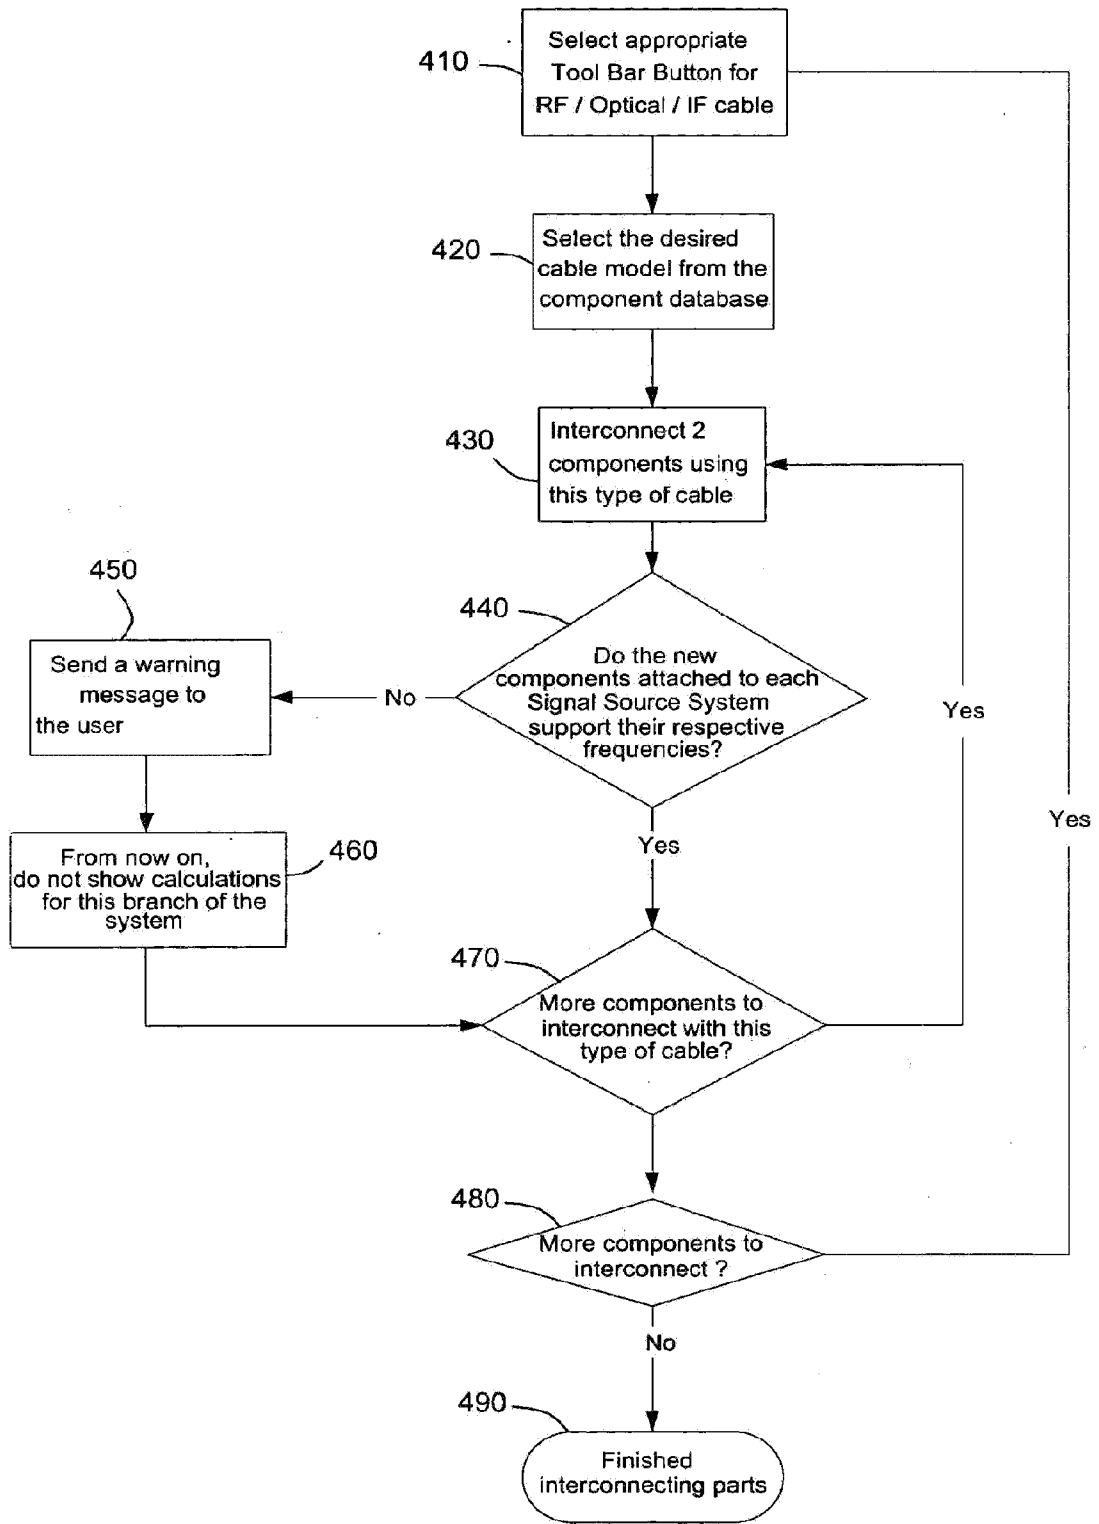 410
Select appropriate
Tool Bar Button for
RF / Optical / IF cable
420
Select the desired
cable model from the
component database
430
Interconnect 2
components using
this type of cable
440
Do the new
components attached to each
Signal Source System
support their respective
frequencies?
No
Yes
450
Send a warning
message to
the user
460
From now on,
do not show calculations
for this branch of the
system
470
More components to
interconnect with this
type of cable?
Yes
480
More components to
interconnect ?
Yes
No
490
Finished
interconnecting parts